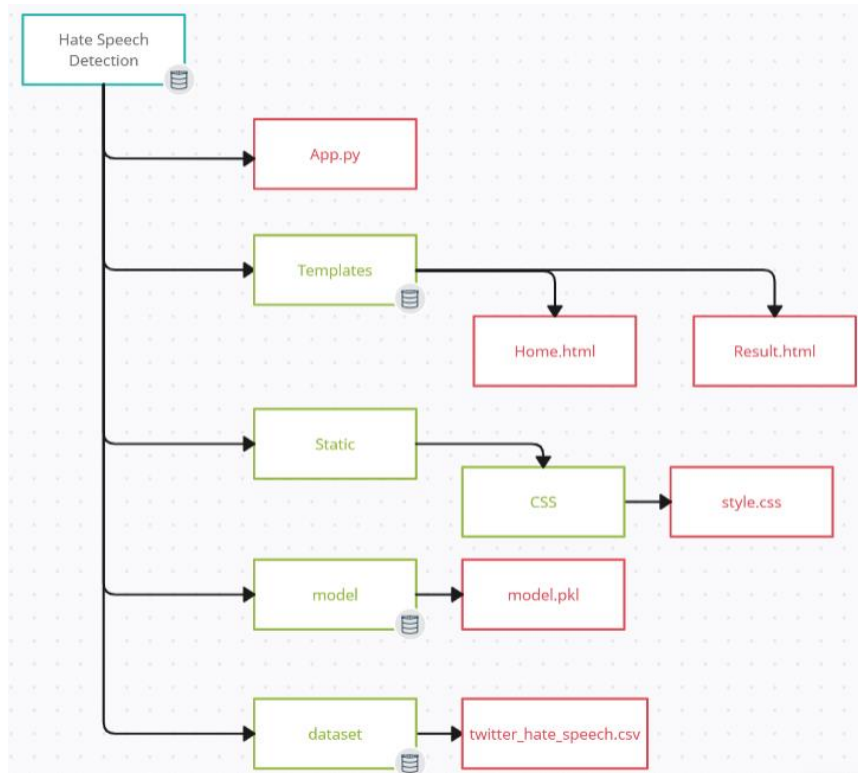 Hate Speech
Detection
App.py
Templates
Home.html
Result.html
Static
CSS
style.css
model
model.pkl
dataset
twitter_hate_speech.csv